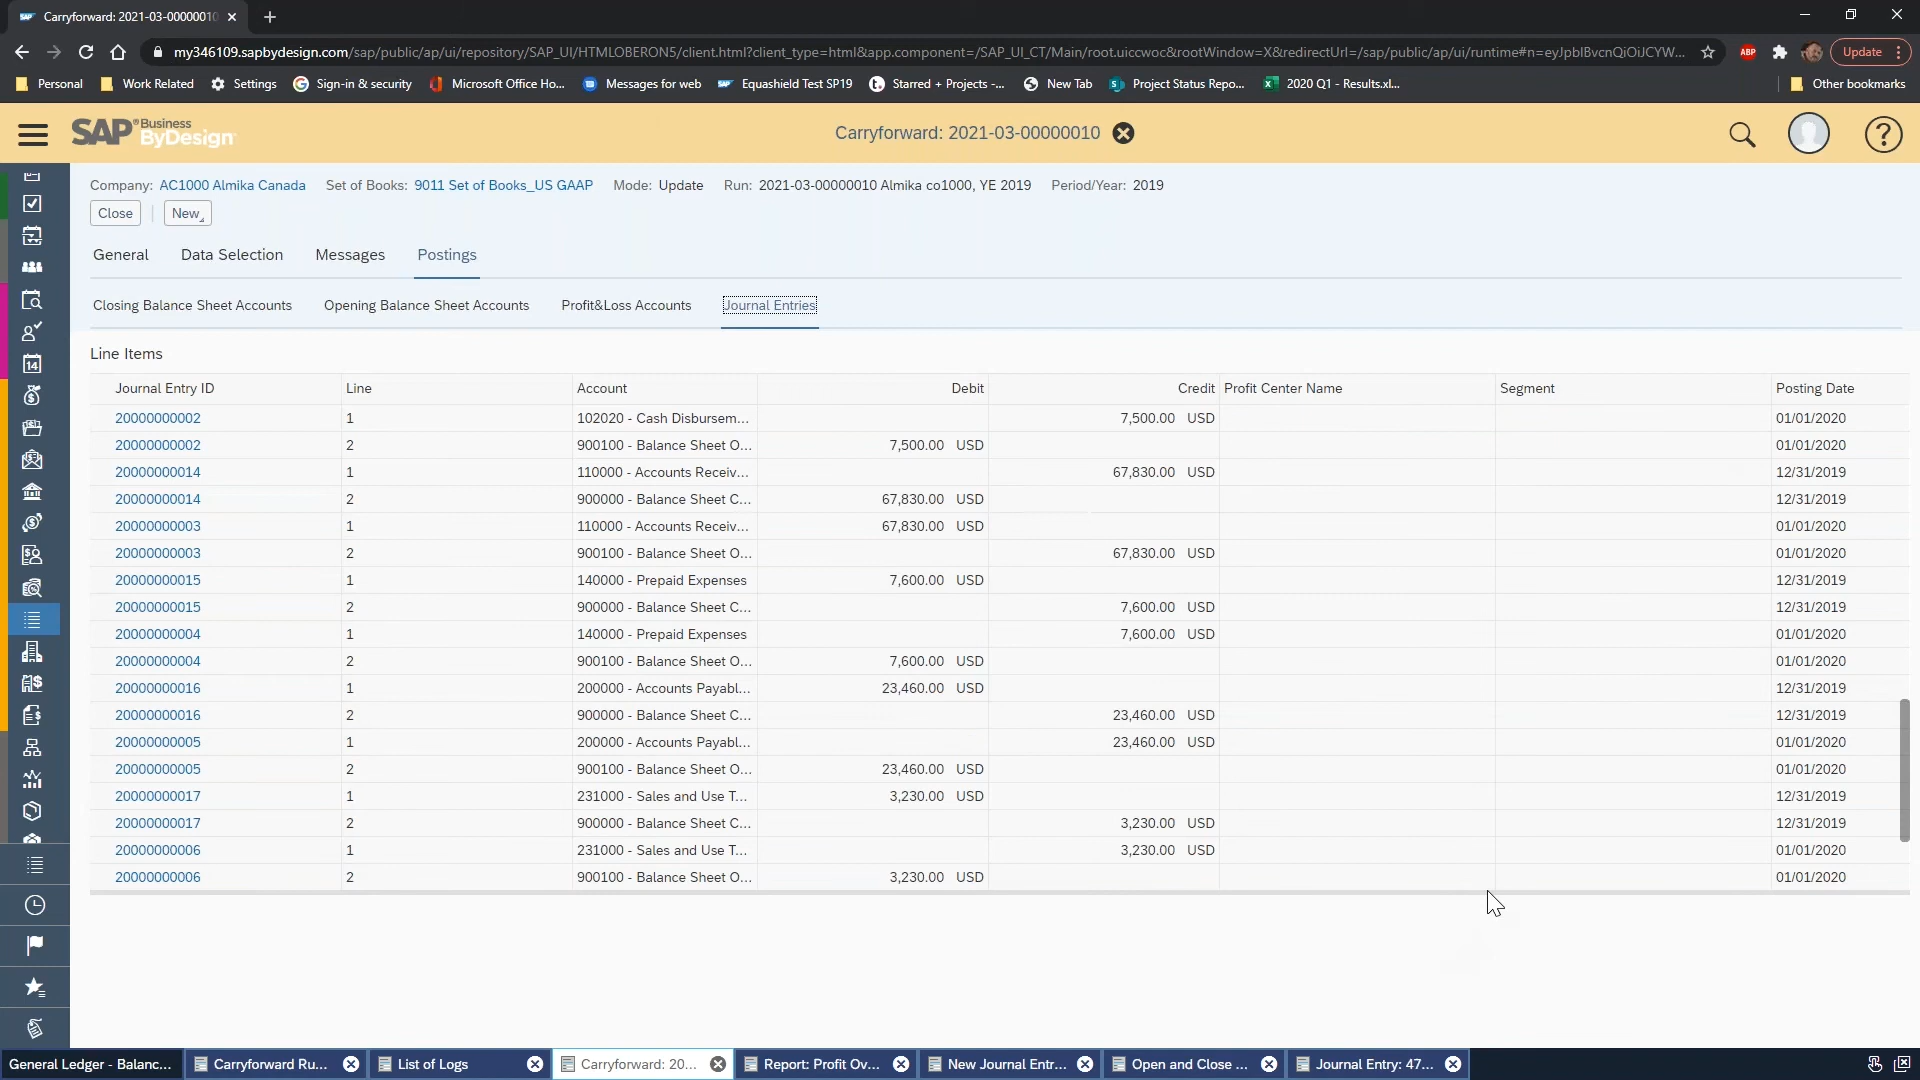 Carryforward: 2021-03-00000010
my346109.sapbydesign.com/sap/public/ap/ui/repository/SAP_UI/HTMLOBERON5/client.html?client_type=html&app.component=/SAP_UI_CT/Main/root.uiccwoc&rootWindow=X&redirectUrl=/sap/public/ap/ui/runtime#n=eyJpblBvcnQiOiJCYW...
ABP
Update
Personal Work Related Settings Sign-in & security Microsoft Office Ho... Messages for web Equashield Test SP19 Starred + Projects -... New Tab Project Status Repo... 2020 Q1 - Results.xl... Other bookmarks
SAP Business ByDesign
Carryforward: 2021-03-00000010
Company: AC1000 Almika Canada Set of Books: 9011 Set of Books_US GAAP Mode: Update Run: 2021-03-00000010 Almika co1000, YE 2019 Period/Year: 2019
Close New
General Data Selection Messages Postings
Closing Balance Sheet Accounts Opening Balance Sheet Accounts Profit&Loss Accounts Journal Entries
Line Items
Journal Entry ID Line Account Debit Credit Profit Center Name Segment Posting Date
20000000002 1 102020 - Cash Disbursem... 7,500.00 USD 01/01/2020
20000000002 2 900100 - Balance Sheet O... 7,500.00 USD 01/01/2020
20000000014 1 110000 - Accounts Receiv... 67,830.00 USD 12/31/2019
20000000014 2 900000 - Balance Sheet C... 67,830.00 USD 12/31/2019
20000000003 1 110000 - Accounts Receiv... 67,830.00 USD 01/01/2020
20000000003 2 900100 - Balance Sheet O... 67,830.00 USD 01/01/2020
20000000015 1 140000 - Prepaid Expenses 7,600.00 USD 12/31/2019
20000000015 2 900000 - Balance Sheet C... 7,600.00 USD 12/31/2019
20000000004 1 140000 - Prepaid Expenses 7,600.00 USD 01/01/2020
20000000004 2 900100 - Balance Sheet O... 7,600.00 USD 01/01/2020
20000000016 1 200000 - Accounts Payabl... 23,460.00 USD 12/31/2019
20000000016 2 900000 - Balance Sheet C... 23,460.00 USD 12/31/2019
20000000005 1 200000 - Accounts Payabl... 23,460.00 USD 01/01/2020
20000000005 2 900100 - Balance Sheet O... 23,460.00 USD 01/01/2020
20000000017 1 231000 - Sales and Use T... 3,230.00 USD 12/31/2019
20000000017 2 900000 - Balance Sheet C... 3,230.00 USD 12/31/2019
20000000006 1 231000 - Sales and Use T... 3,230.00 USD 01/01/2020
20000000006 2 900100 - Balance Sheet O... 3,230.00 USD 01/01/2020
General Ledger - Balanc... Carryforward Ru... List of Logs Carryforward: 20... Report: Profit Ov... New Journal Entr... Open and Close ... Journal Entry: 47...